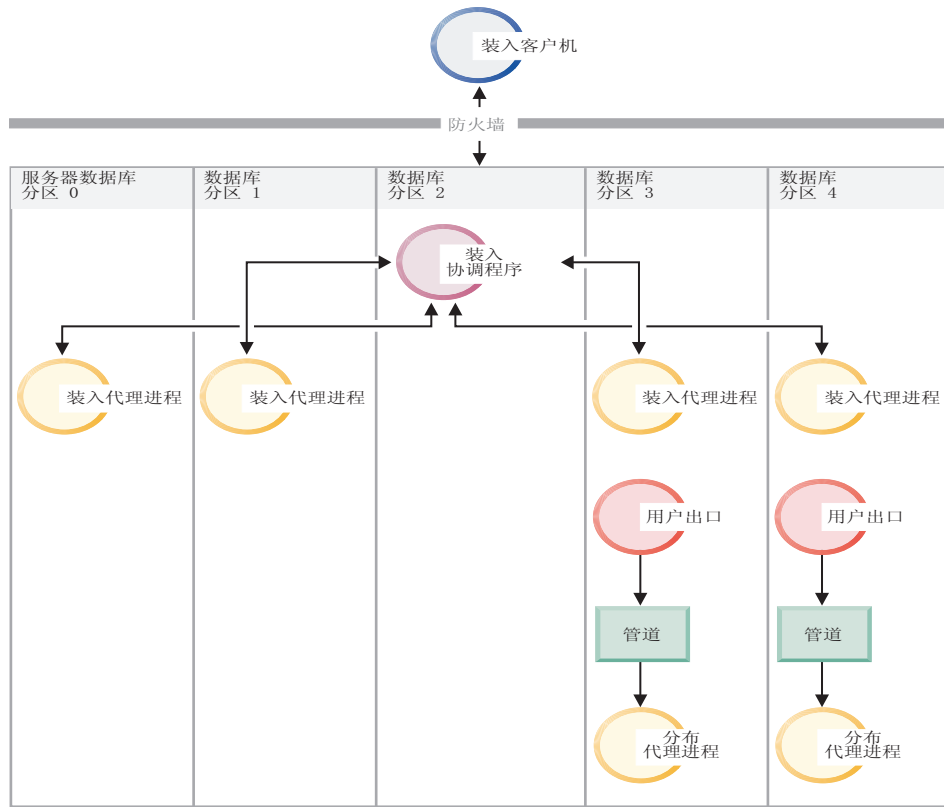 装入客户机
防火墙
服务器数据库
分区 0
数据库
分区 1
数据库
分区 2
数据库
分区 3
数据库
分区 4
装入
协调程序
装入代理进程
装入代理进程
装入代理进程
装入代理进程
用户出口
用户出口
管道
管道
分布
代理进程
分布
代理进程